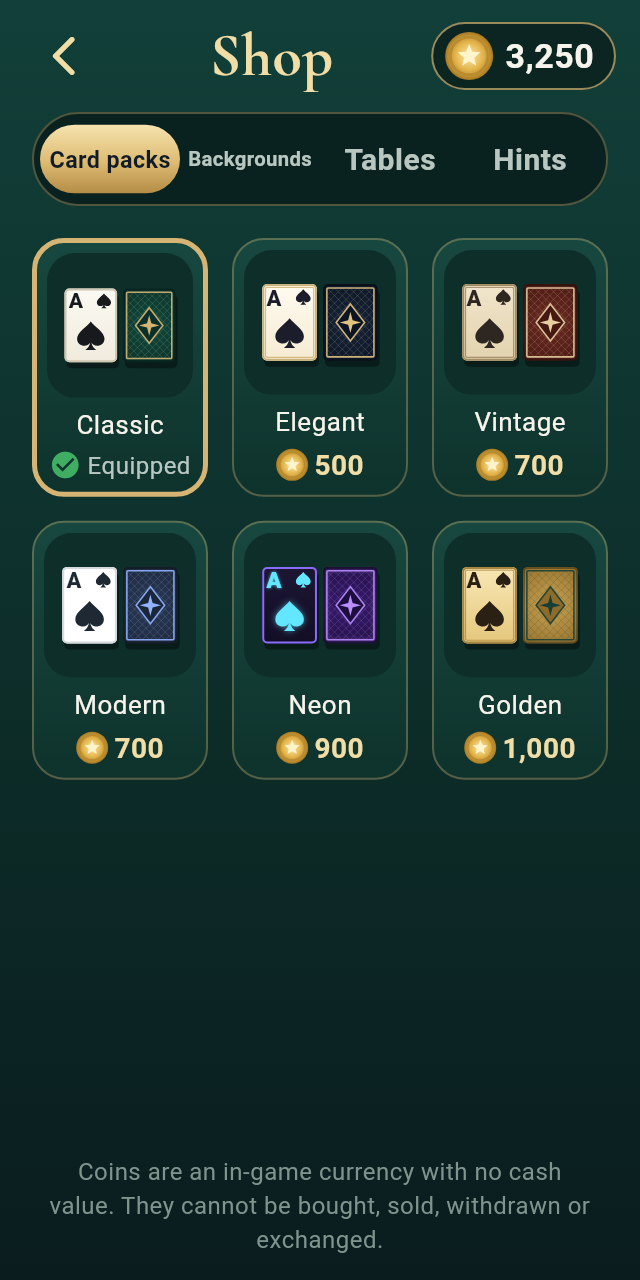 Shop
3,250
Card packs Backgrounds Tables Hints
A A A
Classic Elegant Vintage
Equipped 500 700
A A A
Modern Neon Golden
700 900 1,000
Coins are an in-game currency with no cash
value. They cannot be bought, sold, withdrawn or
exchanged.